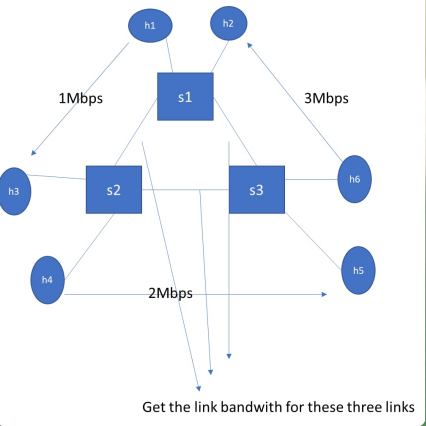 h1
h2
s1
1Mbps
3Mbps
h3
s2
s3
h6
h4
2Mbps
h5
Get the link bandwith for these three links